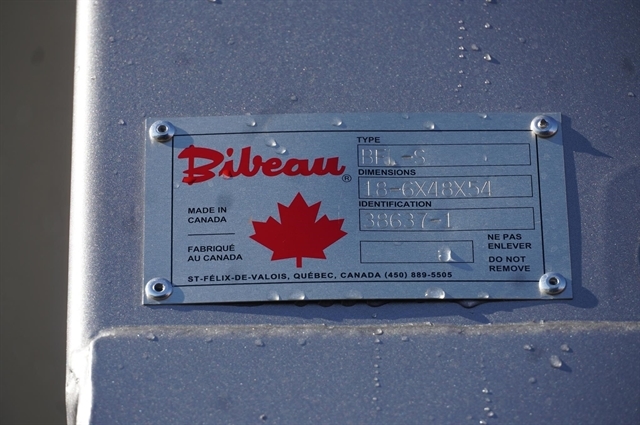 Bibeau®
MADE IN
CANADA
FABRIQUÉ
AU CANADA
TYPE
DIMENSIONS
18-6X48X54
IDENTIFICATION
38637-1
NE PAS
ENLEVER
DO NOT
REMOVE
ST-FÉLIX-DE-VALOIS, QUÉBEC, CANADA (450) 889-5505